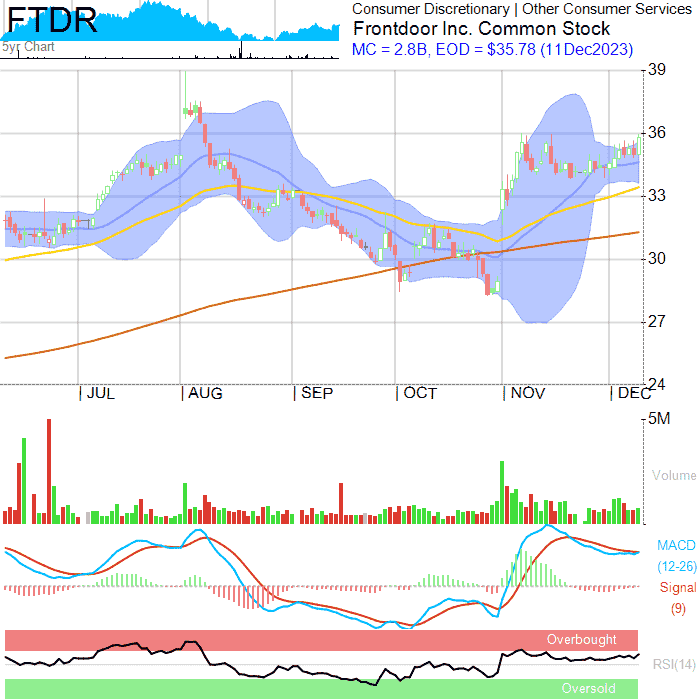 FTDR
5yr Chart
Consumer Discretionary | Other Consumer Services
Frontdoor Inc. Common Stock
MC = 2.8B, EOD = $35.78 (11Dec2023)
39
36
33
30
27
24
| JUL
| AUG
| SEP
| OCT
| NOV
| DEC
5M
Volume
MACD
(12-26)
Signal
(9)
Overbought
RSI(14)
Oversold